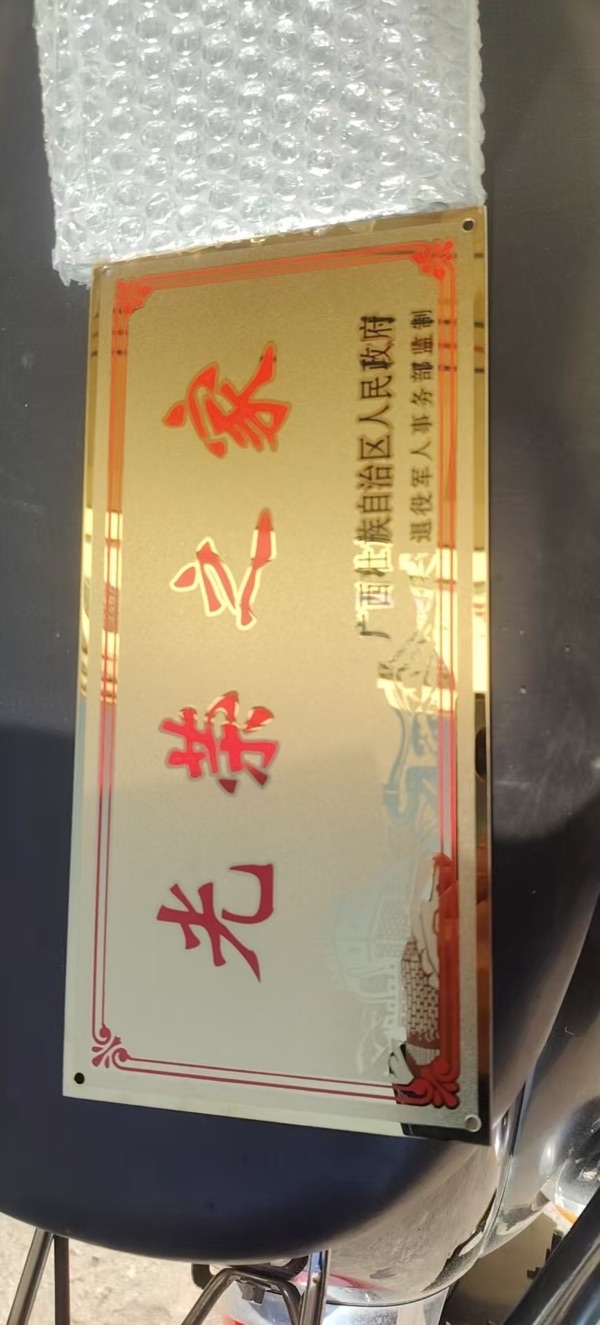 光荣之家
广西壮族自治区人民政府
退役军人事务部监制